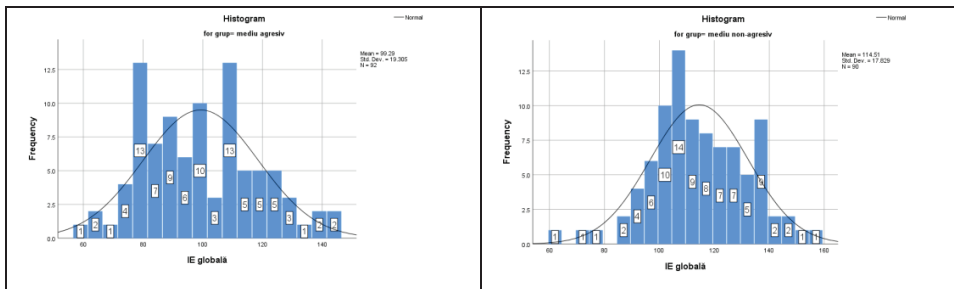 Histogram
for grup= mediu agresiv
Normal
Mean = 99.29
Std. Dev. = 19.306
N = 92
Frequency
12.5
10.0
7.5
5.0
2.5
0.0
1 2 1 4 13 7 9 6 10 3 13 5 5 5 3 1 2 2
60 80 100 120 140
IE globală
Histogram
for grup= mediu non-agresiv
Normal
Mean = 114.51
Std. Dev. = 17.829
N = 90
Frequency
12.5
10.0
7.5
5.0
2.5
0.0
1 1 1 2 4 6 10 14 9 8 7 7 5 9 2 2 1 1
60 80 100 120 140 160
IE globală